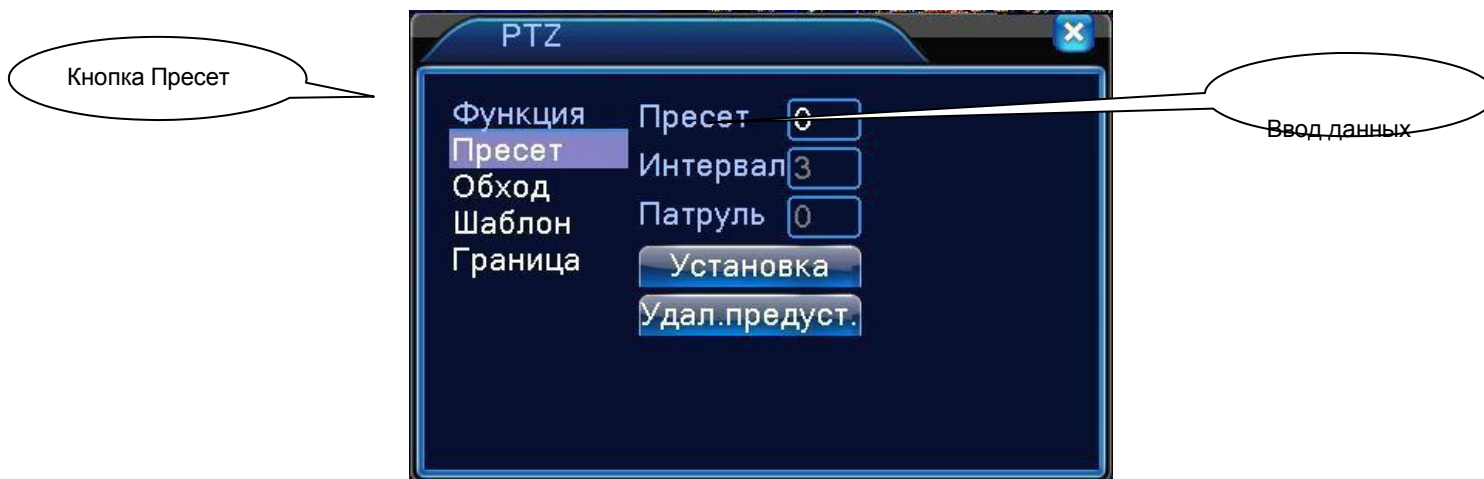 PTZ
Кнопка Пресет
Ввод данных
Функция
Пресет
Обход
Шаблон
Граница
Пресет 0
Интервал 3
Патруль 0
Установка
Удал.предуст.